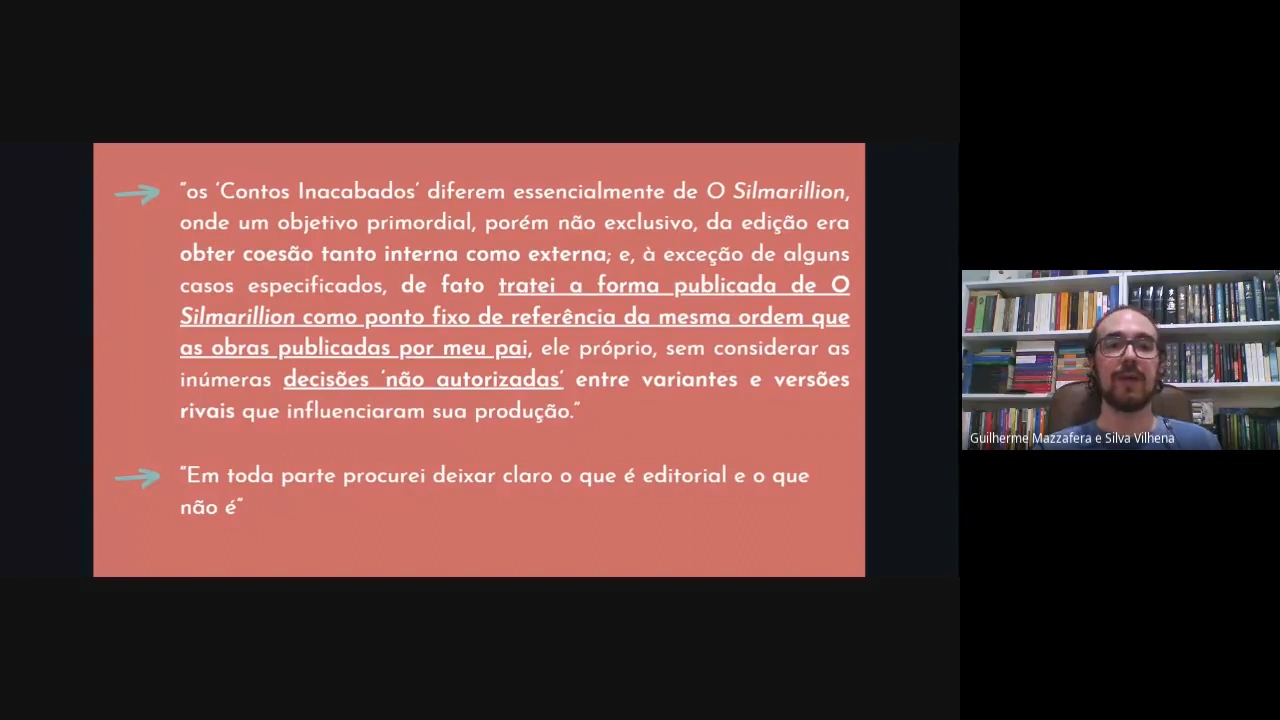 “os ‘Contos Inacabados’ diferem essencialmente de O Silmarillion,
onde um objetivo primordial, porém não exclusivo, da edição era
obter coesão tanto interna como externa; e, à exceção de alguns
casos especificados, de fato tratei a forma publicada de O
Silmarillion como ponto fixo de referência da mesma ordem que
as obras publicadas por meu pai, ele próprio, sem considerar as
inúmeras decisões ‘não autorizadas’ entre variantes e versões
rivais que influenciaram sua produção.”
“Em toda parte procurei deixar claro o que é editorial e o que
não é”
Guilherme Mazzafera e Silva Vilhena